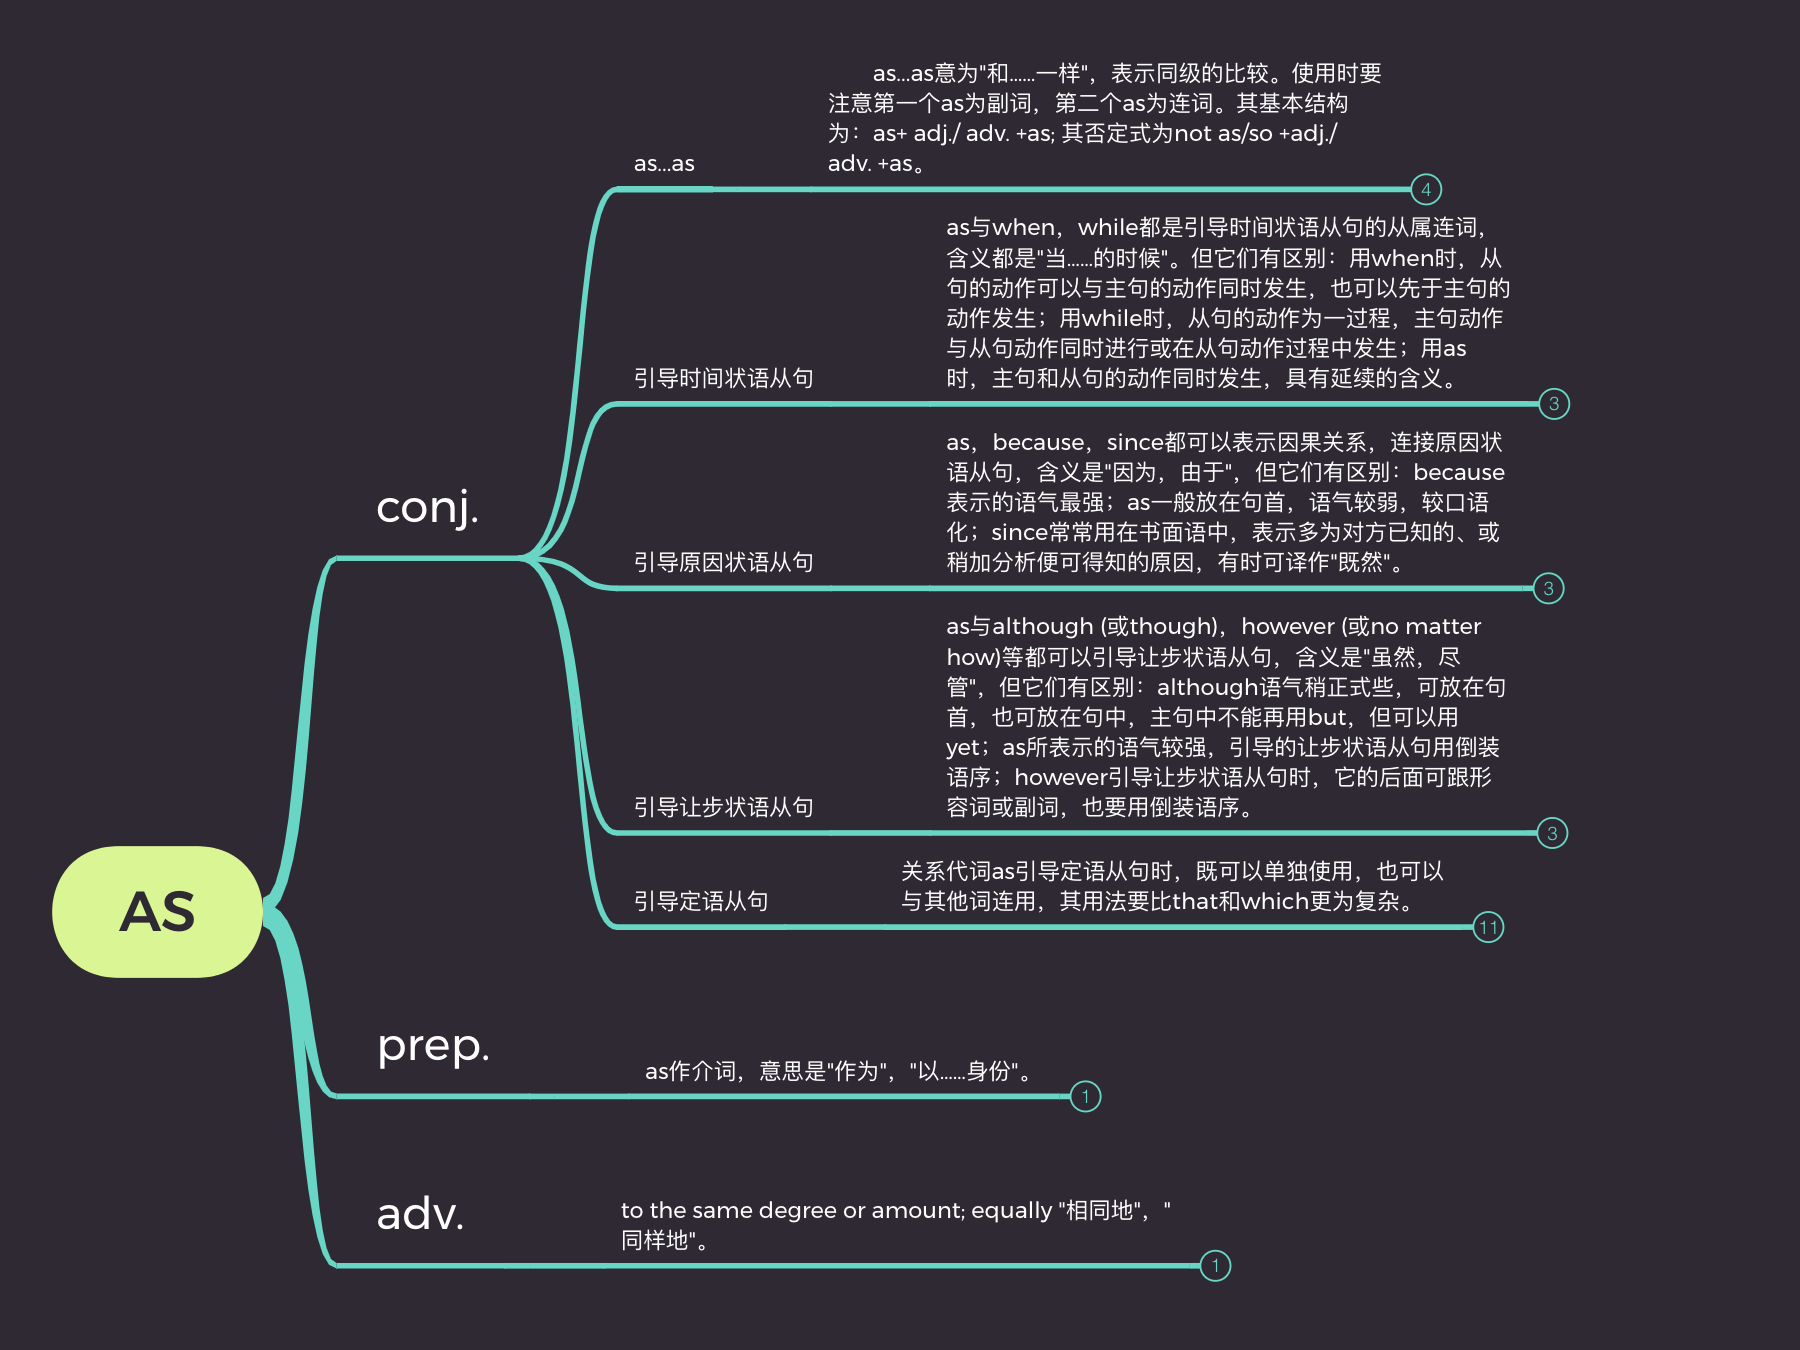 AS
conj.
as...as
as...as意为"和……一样"，表示同级的比较。使用时要
注意第一个as为副词，第二个as为连词。其基本结构
为：as+ adj./ adv. +as; 其否定式为not as/so +adj./
adv. +as。
4
引导时间状语从句
as与when，while都是引导时间状语从句的从属连词，
含义都是"当……的时候"。但它们有区别：用when时，从
句的动作可以与主句的动作同时发生，也可以先于主句的
动作发生；用while时，从句的动作为一过程，主句动作
与从句动作同时进行或在从句动作过程中发生；用as
时，主句和从句的动作同时发生，具有延续的含义。
3
引导原因状语从句
as，because，since都可以表示因果关系，连接原因状
语从句，含义是"因为，由于"，但它们有区别：because
表示的语气最强；as一般放在句首，语气较弱，较口语
化；since常常用在书面语中，表示多为对方已知的、或
稍加分析便可得知的原因，有时可译作"既然"。
3
引导让步状语从句
as与although (或though)，however (或no matter
how)等都可以引导让步状语从句，含义是"虽然，尽
管"，但它们有区别：although语气稍正式些，可放在句
首，也可放在句中，主句中不能再用but，但可以用
yet；as所表示的语气较强，引导的让步状语从句用倒装
语序；however引导让步状语从句时，它的后面可跟形
容词或副词，也要用倒装语序。
3
引导定语从句
关系代词as引导定语从句时，既可以单独使用，也可以
与其他词连用，其用法要比that和which更为复杂。
11
prep.
as作介词，意思是"作为"，"以……身份"。
1
adv.
to the same degree or amount; equally "相同地"，"
同样地"。
1